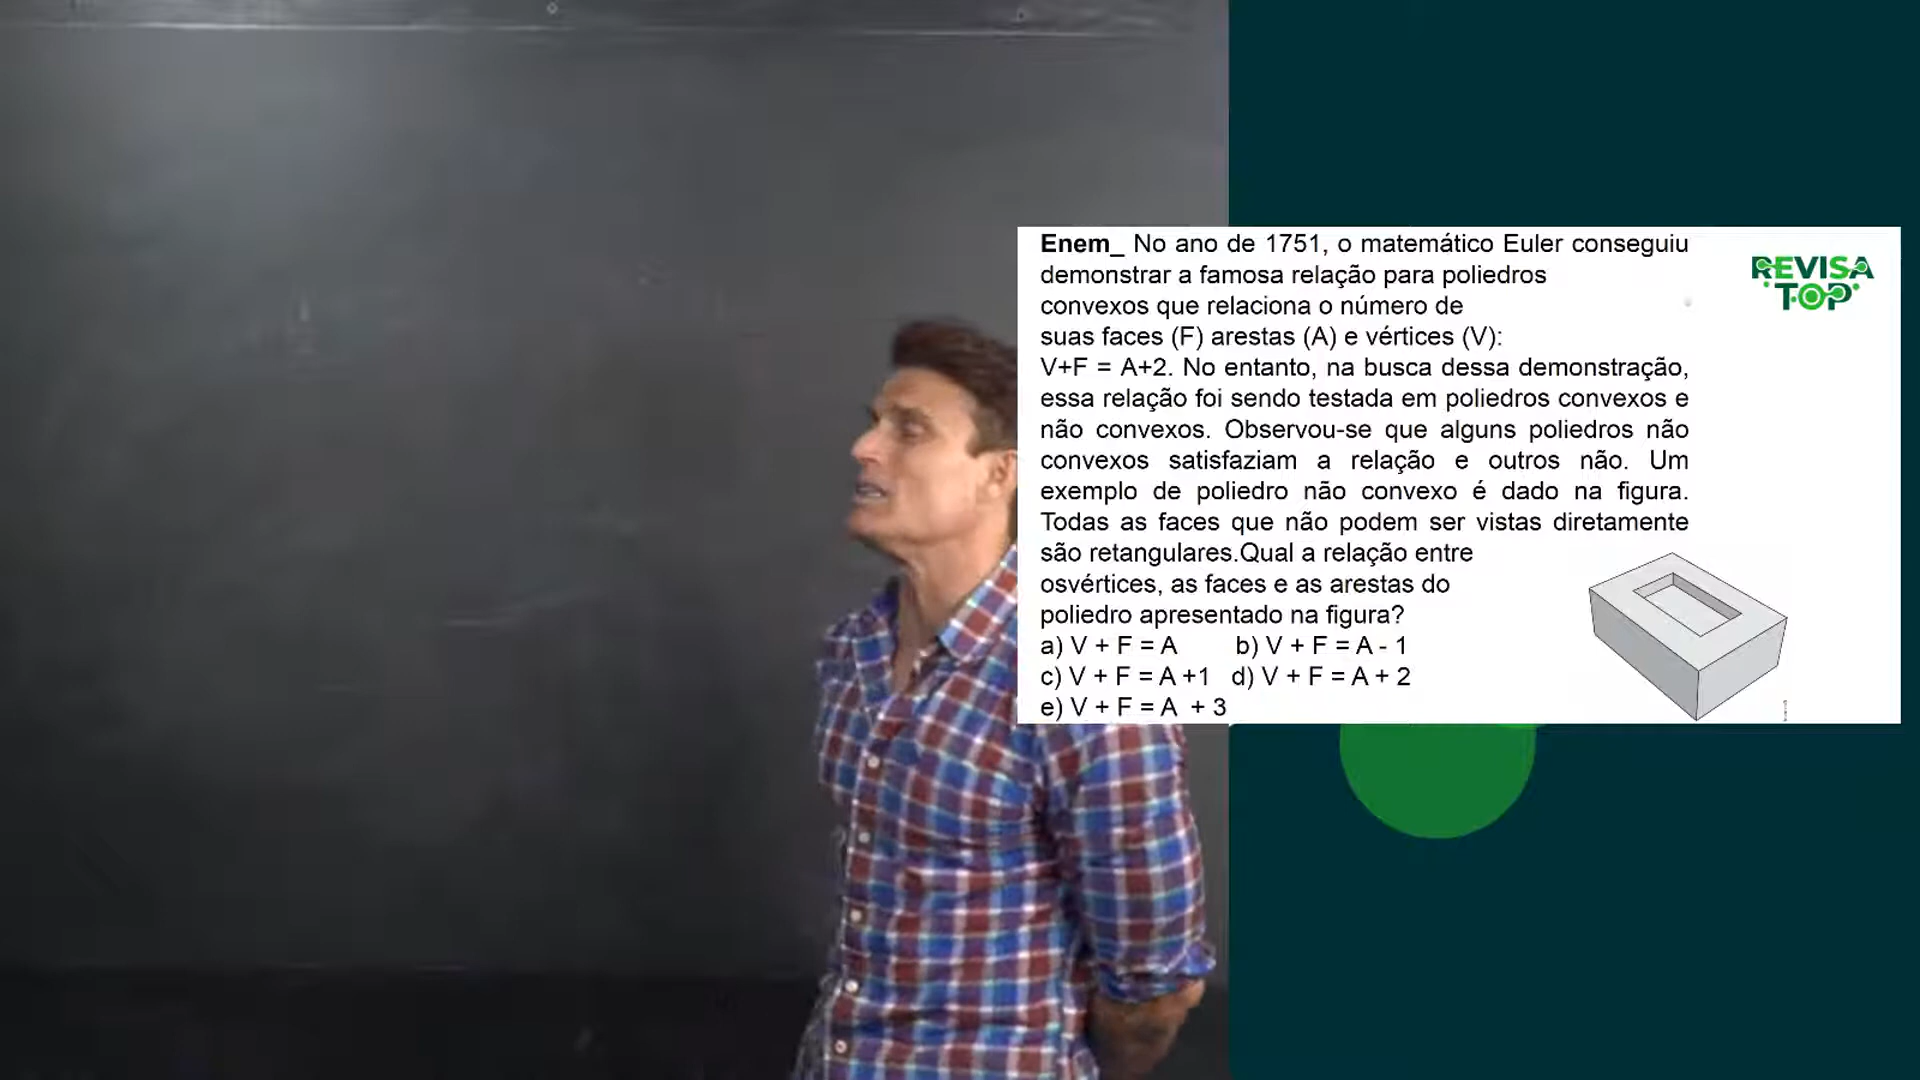 Enem_ No ano de 1751, o matemático Euler conseguiu
demonstrar a famosa relação para poliedros
convexos que relaciona o número de
suas faces (F) arestas (A) e vértices (V):
V+F = A+2. No entanto, na busca dessa demonstração,
essa relação foi sendo testada em poliedros convexos e
não convexos. Observou-se que alguns poliedros não
convexos satisfaziam a relação e outros não. Um
exemplo de poliedro não convexo é dado na figura.
Todas as faces que não podem ser vistas diretamente
são retangulares.Qual a relação entre
osvértices, as faces e as arestas do
poliedro apresentado na figura?
a) V + F = A b) V + F = A - 1
c) V + F = A +1 d) V + F = A + 2
e) V + F = A + 3
REVISA
TOP